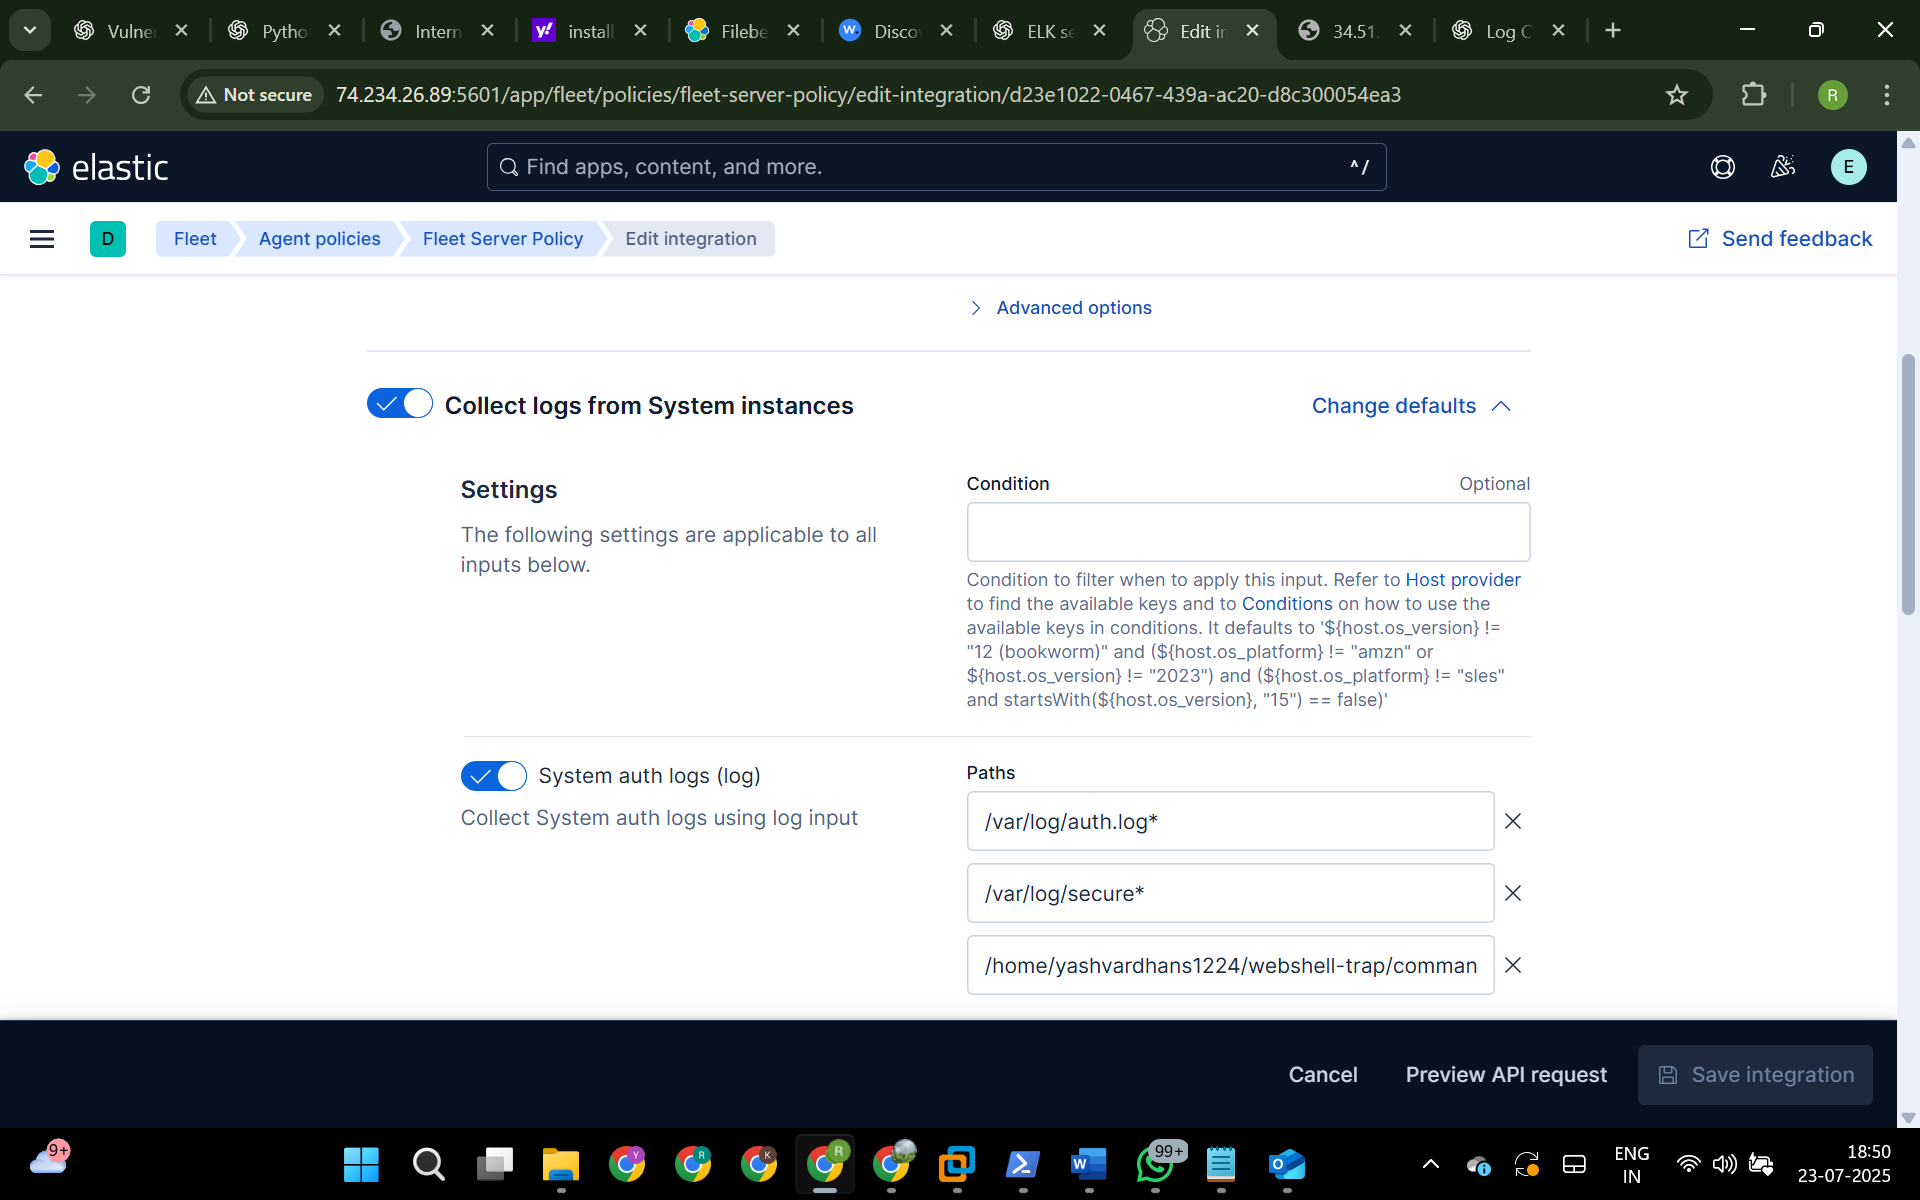 Vulne
Pytho
Intern
install
Filebe
Disco
ELK se
Edit in
34.51.
Log C
Not secure
74.234.26.89:5601/app/fleet/policies/fleet-server-policy/edit-integration/d23e1022-0467-439a-ac20-d8c300054ea3
R
elastic
Find apps, content, and more.
^/
E
D
Fleet
Agent policies
Fleet Server Policy
Edit integration
Send feedback
Advanced options
Collect logs from System instances
Change defaults
Settings
The following settings are applicable to all
inputs below.
Condition
Optional
Condition to filter when to apply this input. Refer to Host provider
to find the available keys and to Conditions on how to use the
available keys in conditions. It defaults to '${host.os_version} !=
"12 (bookworm)" and (${host.os_platform} != "amzn" or
${host.os_version} != "2023") and (${host.os_platform} != "sles"
and startsWith(${host.os_version}, "15") == false)'
System auth logs (log)
Collect System auth logs using log input
Paths
/var/log/auth.log*
/var/log/secure*
/home/yashvardhans1224/webshell-trap/comman
Cancel
Preview API request
Save integration
9+
Y
R
K
R
W
99+
O
ENG
IN
18:50
23-07-2025